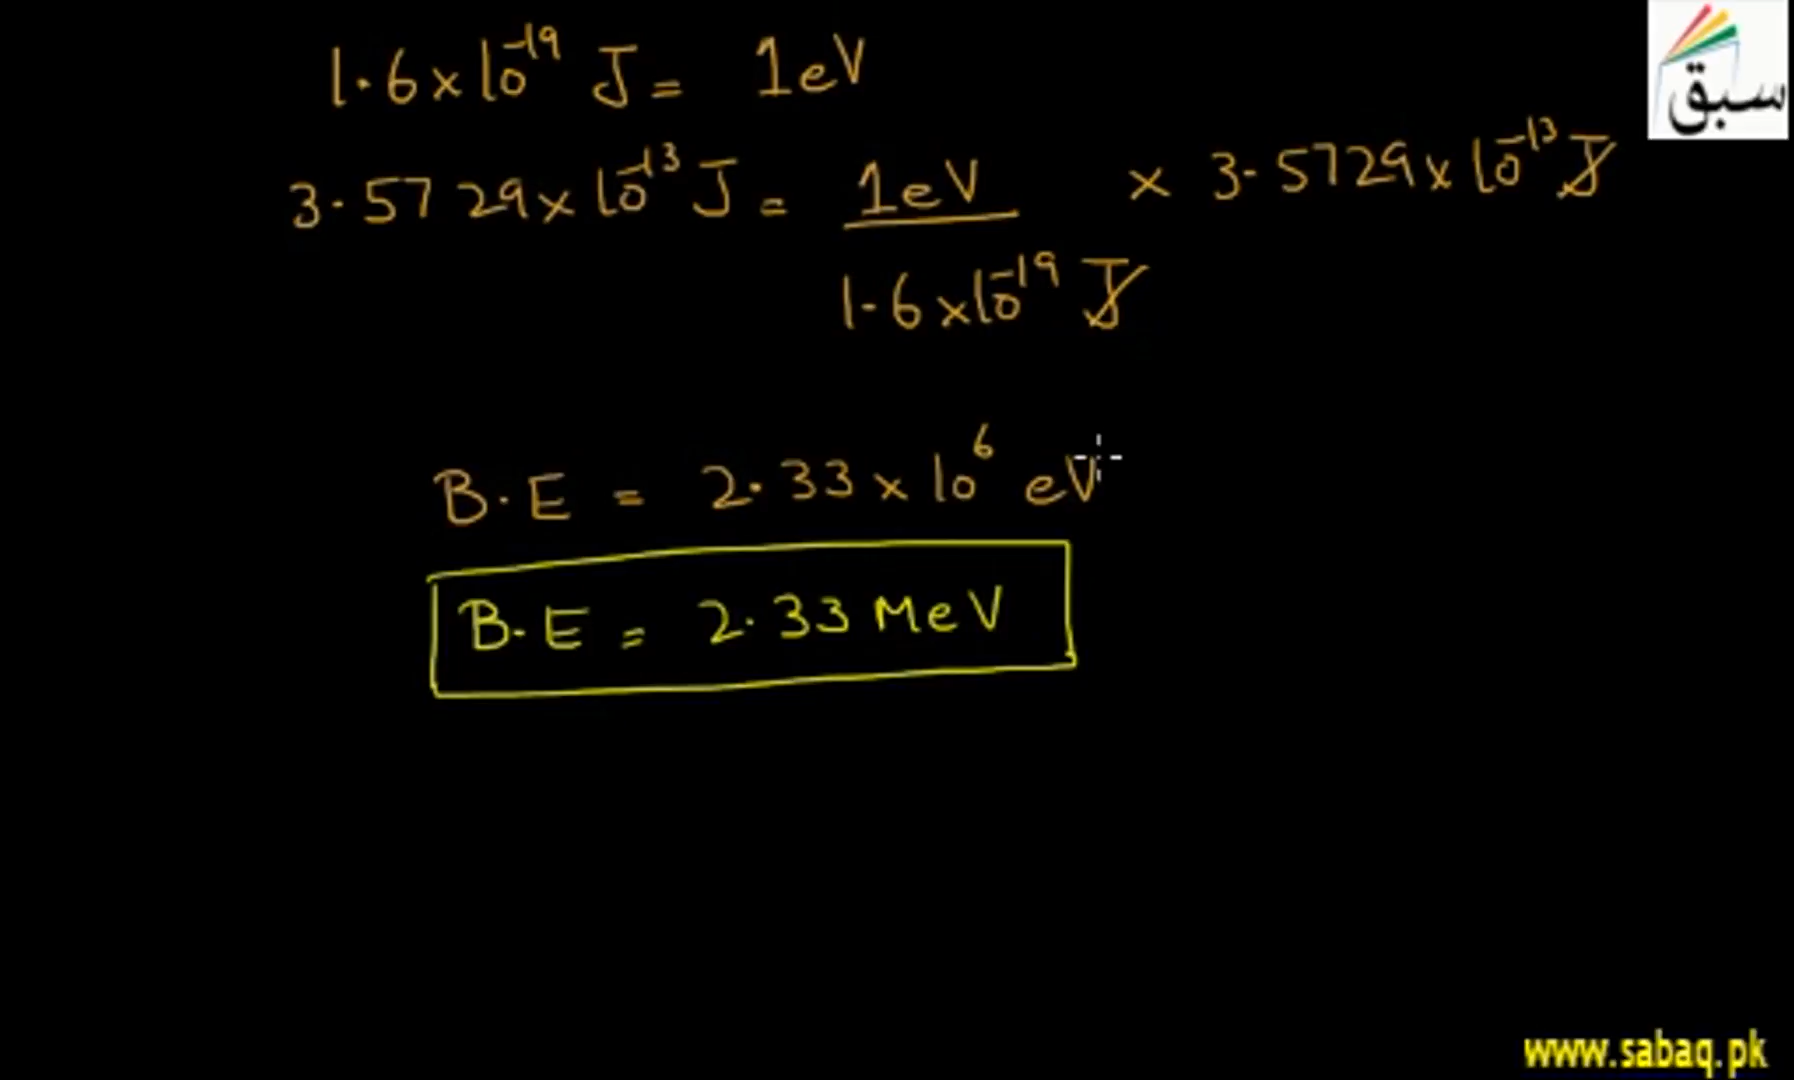 1.6×10⁻¹⁹ J = 1eV
سبق
3.5729×10⁻¹³ J = 1eV / 1.6×10⁻¹⁹ J × 3.5729×10⁻¹³ J
B.E = 2.33×10⁶ eV
B.E = 2.33 MeV
www.sabaq.pk